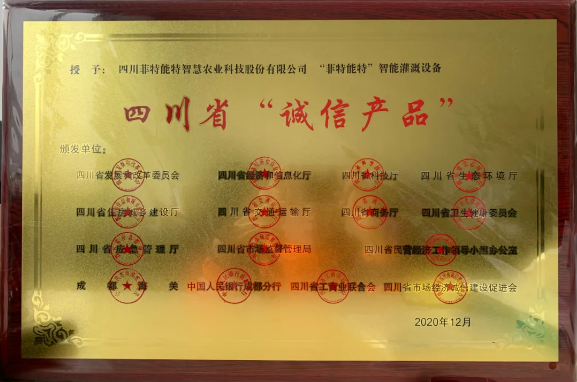 授 予： 四川菲特能特智慧农业科技股份有限公司 “菲特能特”智能灌溉设备
四川省“诚信产品”
颁发单位：
四川省发展和改革委员会 四川省经济和信息化厅 四川省科技厅 四川省生态环境厅
四川省住房城乡建设厅 四川省交通运输厅 四川省商务厅 四川省卫生健康委员会
四川省应急管理厅 四川省市场监督管理局 四川省民营经济工作领导小组办公室
成都海关 中国人民银行成都分行 四川省工商业联合会 四川省市场经济诚信建设促进会
2020年12月